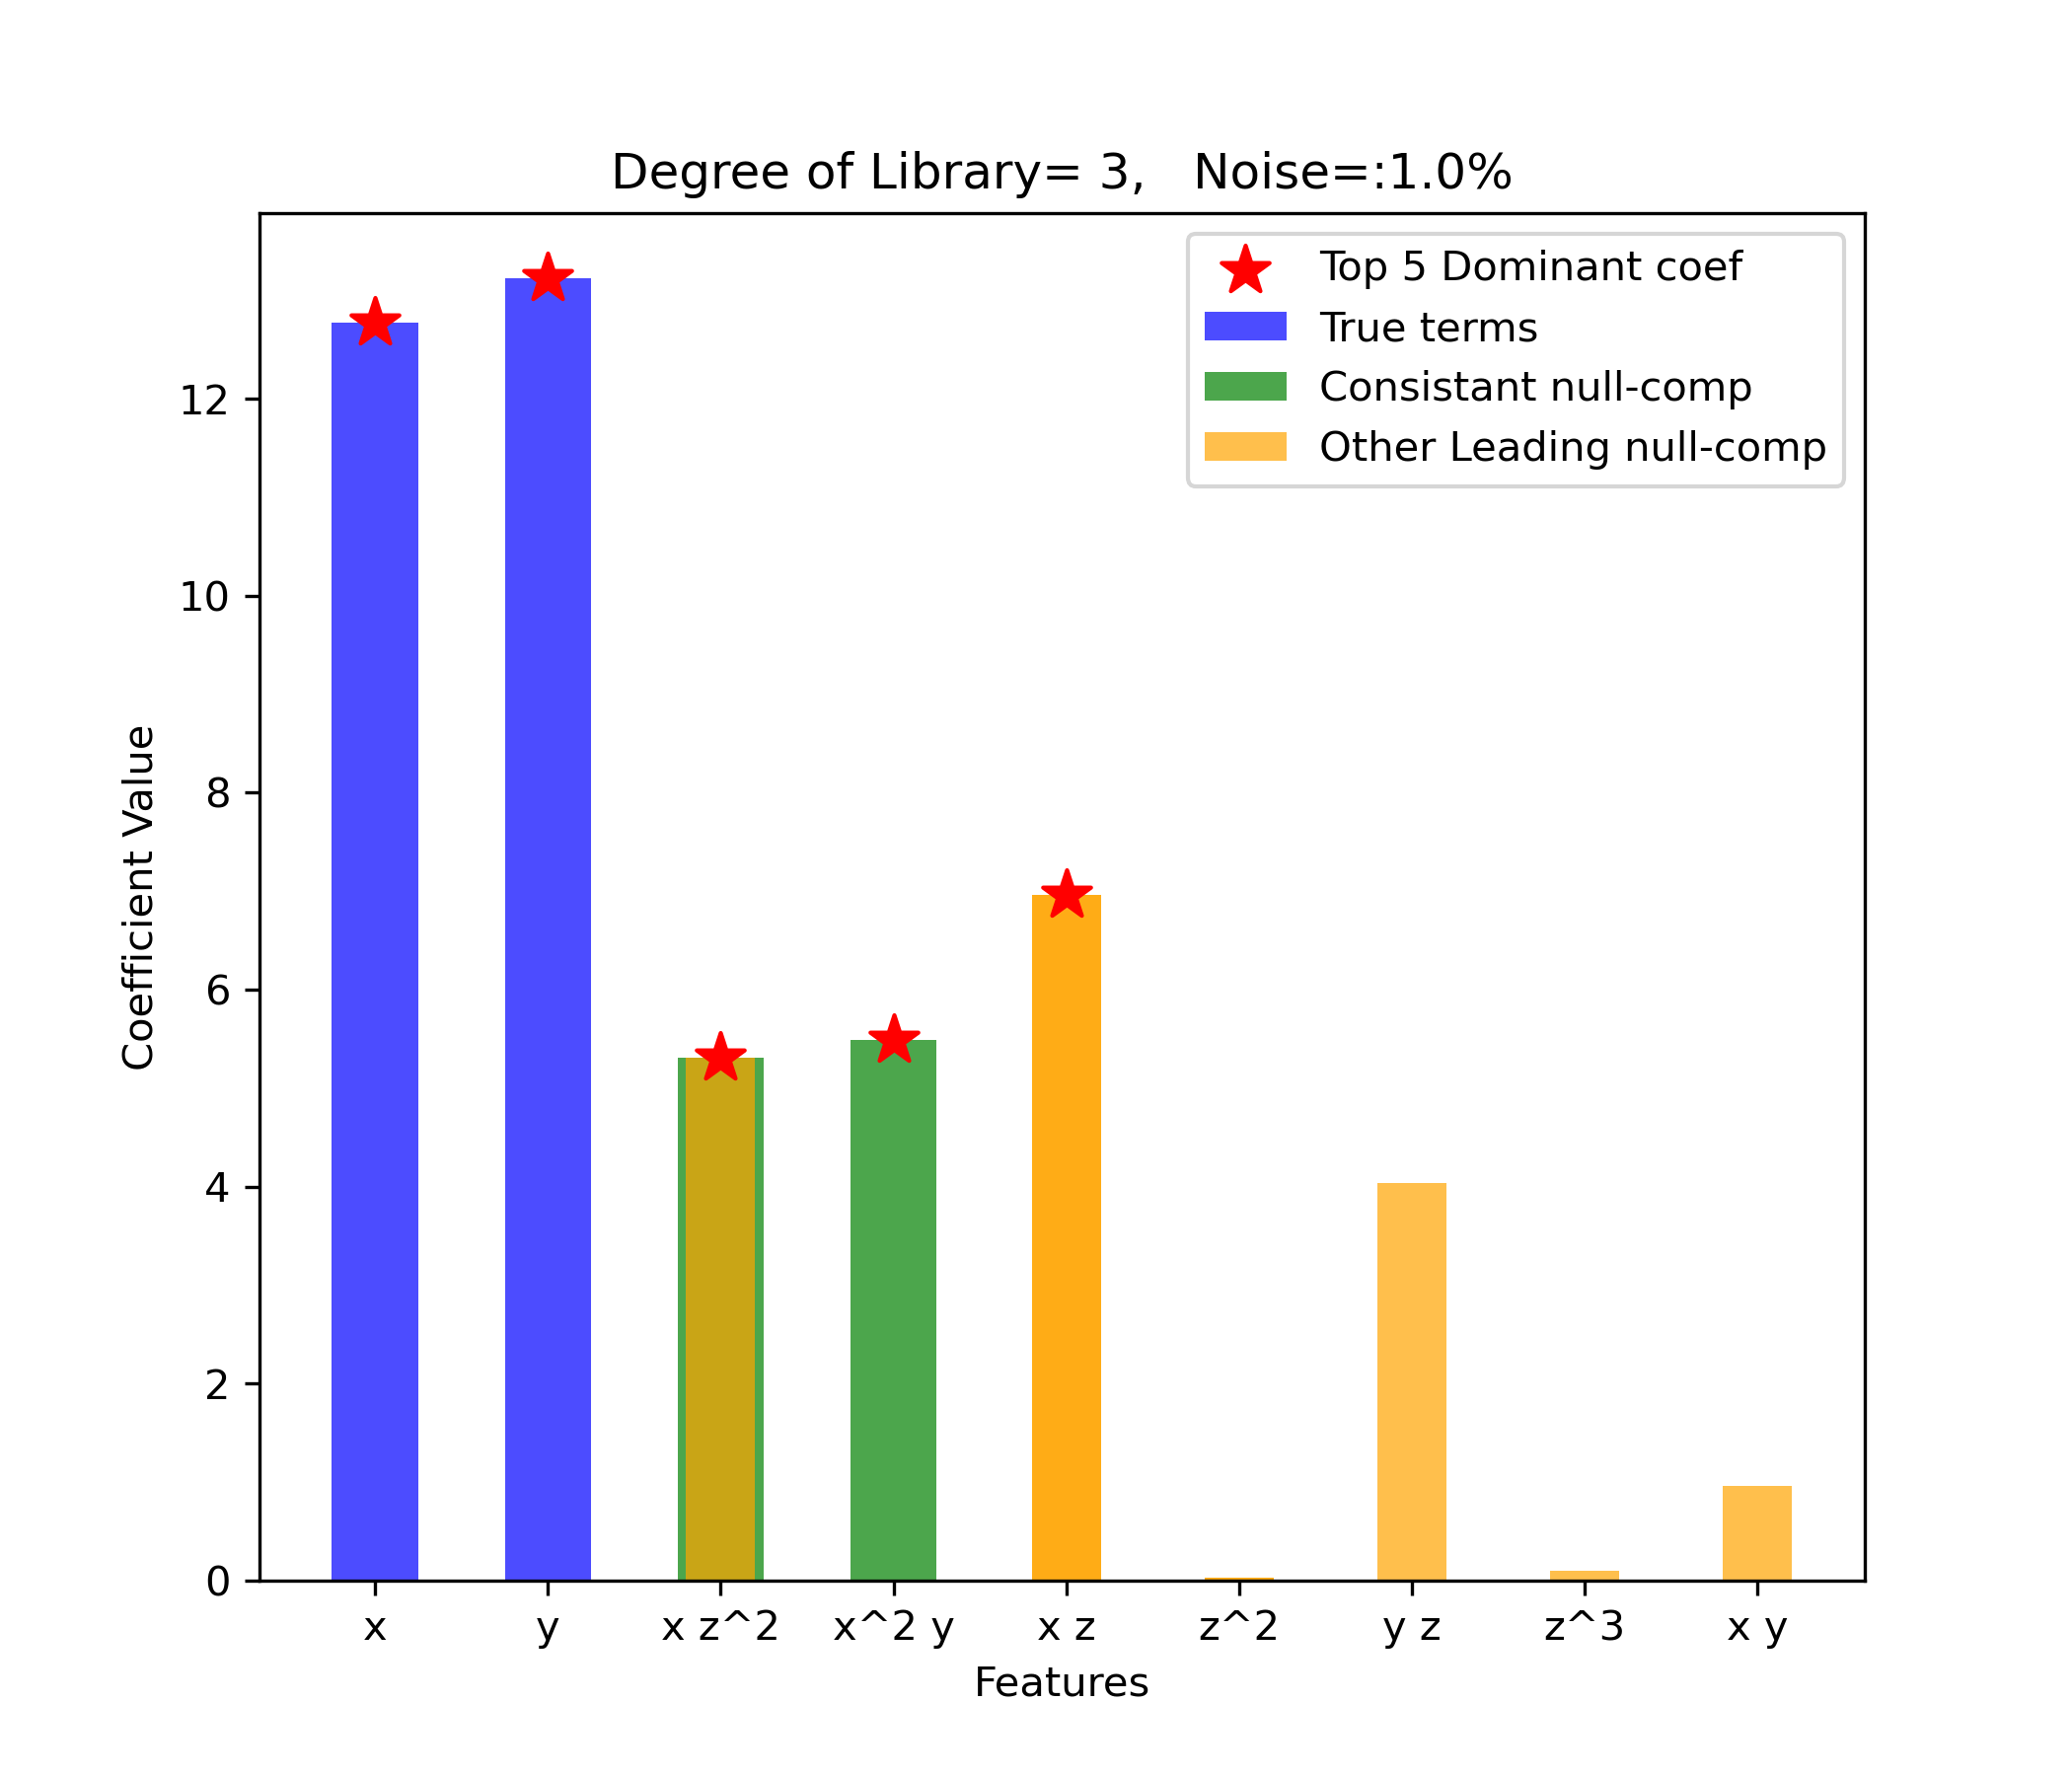 Degree of Library= 3,   Noise=:1.0%
Top 5 Dominant coef
True terms
Consistant null-comp
Other Leading null-comp
Coefficient Value
12
10
8
6
4
2
0
x y x z^2 x^2 y x z z^2 y z z^3 x y
Features